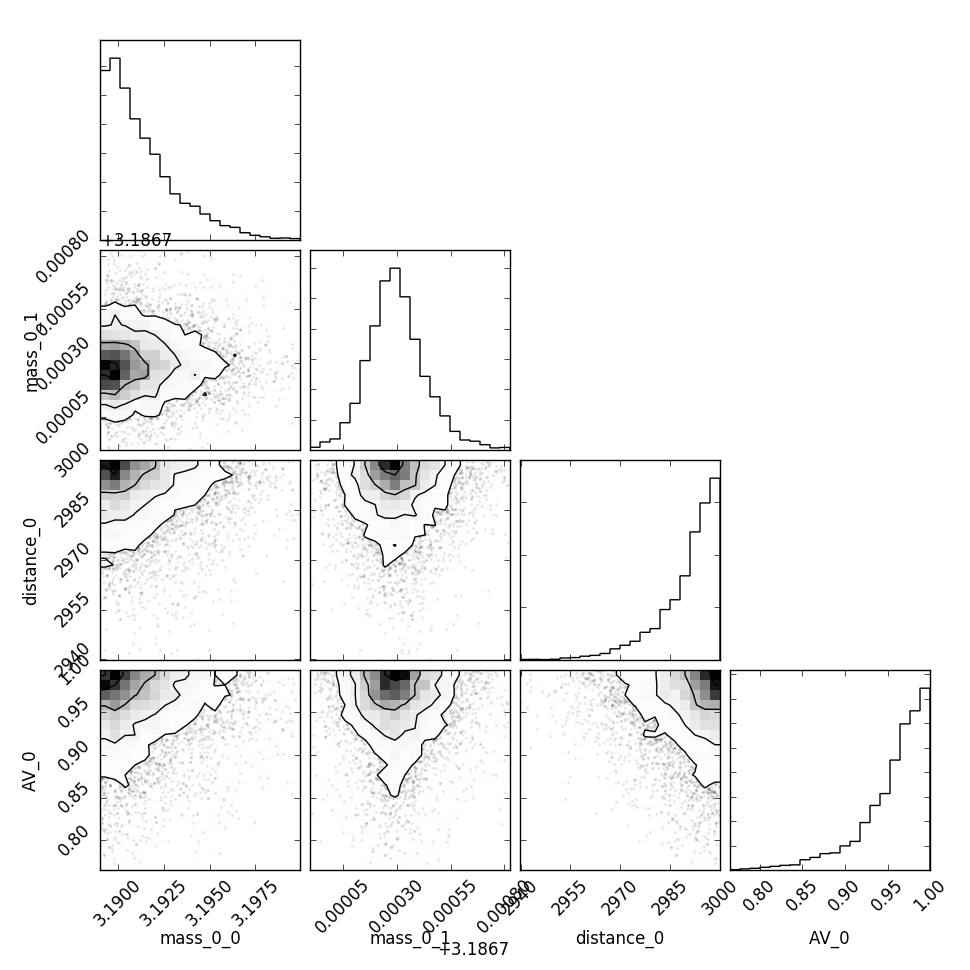 +3.1867
0.00080
0.00055
0.00030
0.00005
mass_0_1
3000
2985
2970
2955
2940
distance_0
1.00
0.95
0.90
0.85
0.80
AV_0
3.1900 3.1925 3.1950 3.1975
mass_0_0
0.00005 0.00030 0.00055 0.00080
mass_0_1
+3.1867
2940 2955 2970 2985 3000
distance_0
0.80 0.85 0.90 0.95 1.00
AV_0